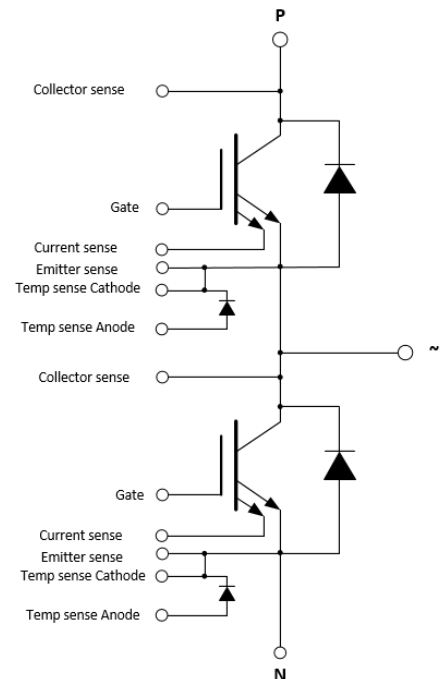 P
Collector sense
Gate
Current sense
Emitter sense
Temp sense Cathode
Temp sense Anode
~
Collector sense
Gate
Current sense
Emitter sense
Temp sense Cathode
Temp sense Anode
N